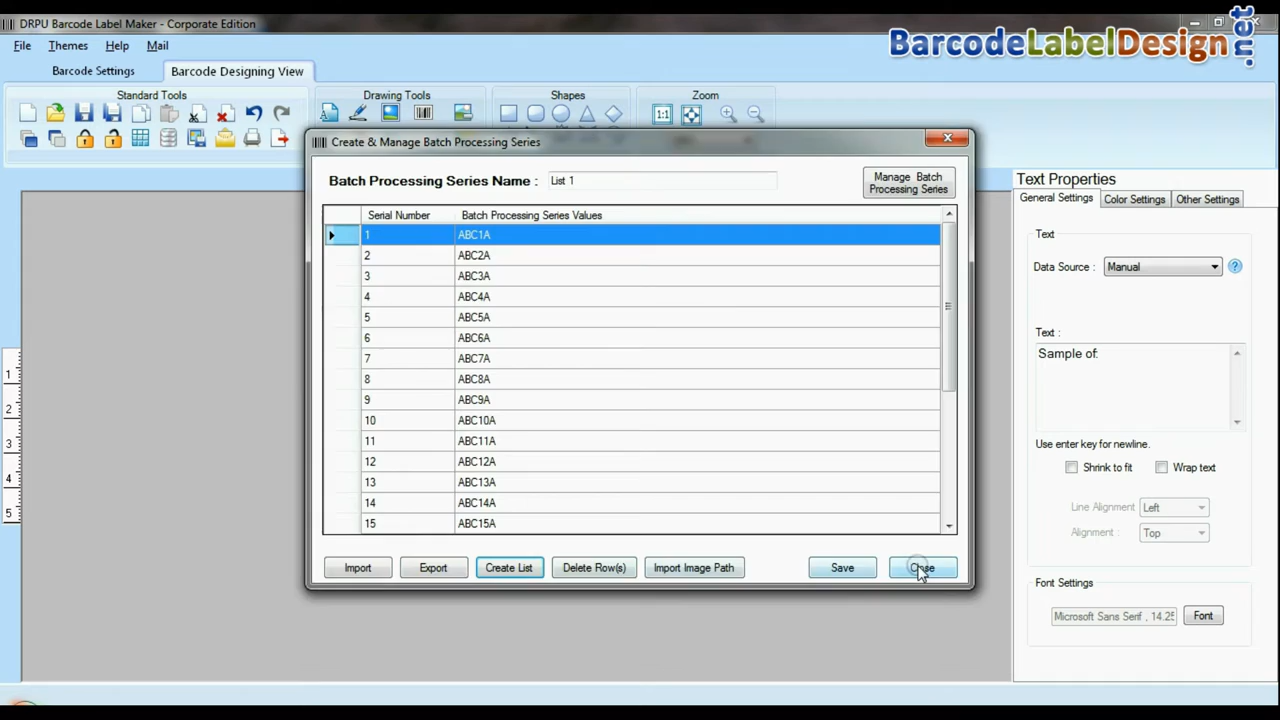 DRPU Barcode Label Maker - Corporate Edition
BarcodeLabelDesign.net
File Themes Help Mail
Barcode Settings Barcode Designing View
Standard Tools Drawing Tools Shapes Zoom
1:1
Create & Manage Batch Processing Series
Batch Processing Series Name : List 1
Manage Batch
Processing Series
Serial Number Batch Processing Series Values
1 ABC1A
2 ABC2A
3 ABC3A
4 ABC4A
5 ABC5A
6 ABC6A
7 ABC7A
8 ABC8A
9 ABC9A
10 ABC10A
11 ABC11A
12 ABC12A
13 ABC13A
14 ABC14A
15 ABC15A
Import Export Create List Delete Row(s) Import Image Path Save Close
1
2
3
4
5
Text Properties
General Settings Color Settings Other Settings
Text
Data Source : Manual ?
Text :
Sample of:
Use enter key for newline.
Shrink to fit Wrap text
Line Alignment Left
Alignment : Top
Font Settings
Microsoft Sans Serif , 14.25 Font